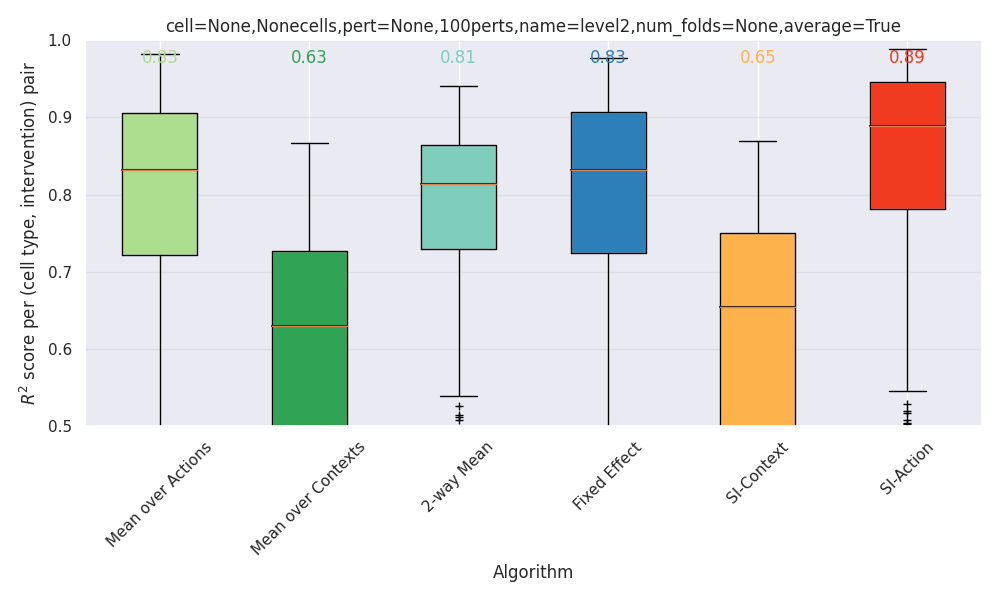 cell=None,Nonecells,pert=None,100perts,name=level2,num_folds=None,average=True
0.83 0.63 0.81 0.83 0.65 0.89
1.0
0.9
0.8
0.7
0.6
0.5
R² score per (cell type, intervention) pair
Mean over Actions
Mean over Contexts
2-way Mean
Fixed Effect
SI-Context
SI-Action
Algorithm